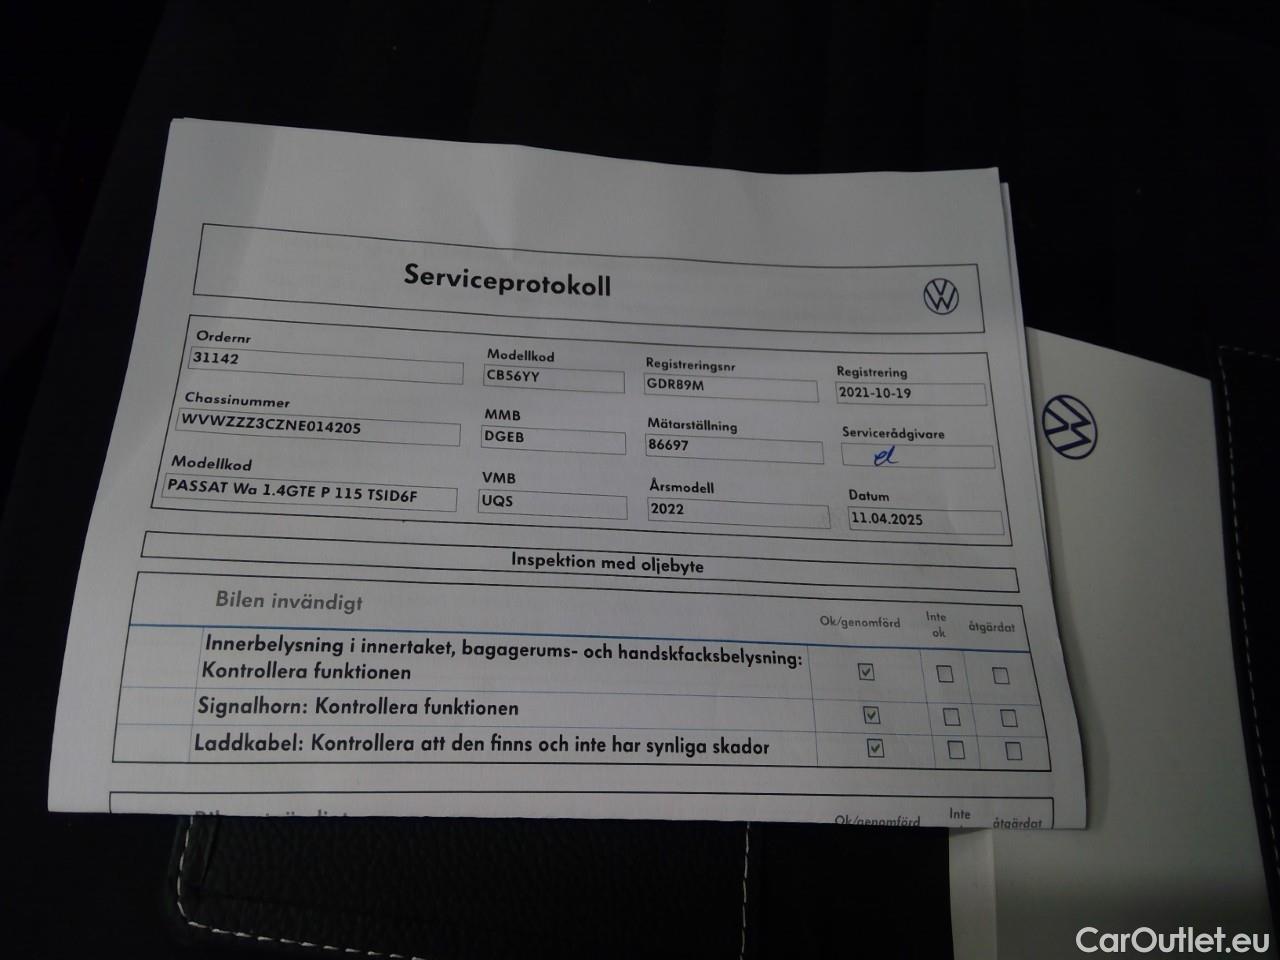 Serviceprotokoll
Ordernr
31142
Modellkod
CB56YY
Registreringsnr
GDR89M
Registrering
2021-10-19
Chassinummer
WVWZZZ3CZNE014205
MMB
DGEB
Mätarställning
86697
Servicerådgivare
Modellkod
PASSAT Wa 1.4GTE P 115 TSID6F
VMB
UQS
Årsmodell
2022
Datum
11.04.2025
Inspektion med oljebyte
Bilen invändigt
Ok/genomförd
Inte
ok
åtgärdat
Innerbelysning i innertaket, bagagerums- och handskfacksbelysning:
Kontrollera funktionen
Signalhorn: Kontrollera funktionen
Laddkabel: Kontrollera att den finns och inte har synliga skador
Ok/genomförd
Inte
åtgärdat
CarOutlet.eu